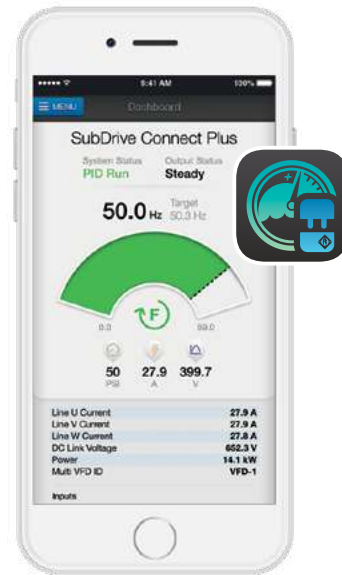 9:41 AM 100%
MENU Dashboard
SubDrive Connect Plus
System Status Output Status
PID Run Steady
50.0 Hz Target
50.3 Hz
F
0.0 59.0
50 27.9 399.7
PSI A V
Line U Current 27.9 A
Line V Current 27.9 A
Line W Current 27.8 A
DC Link Voltage 652.3 V
Power 14.1 kW
Multi VFD ID VFD-1
Inputs